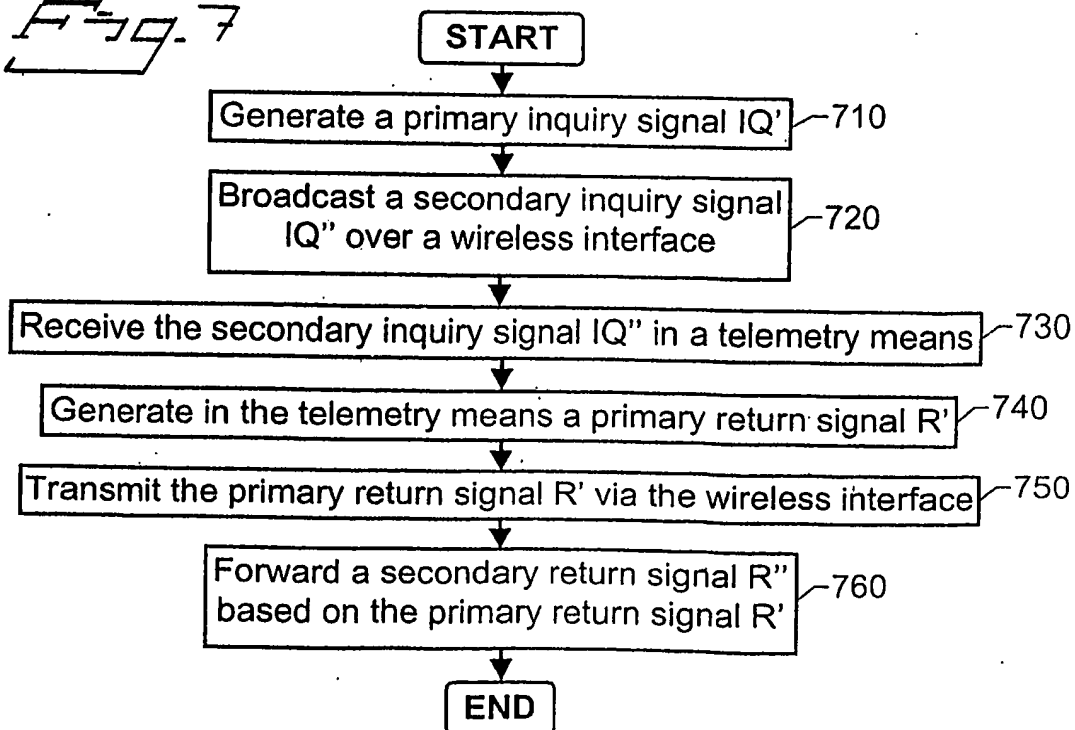 Fig. 7
START
Generate a primary inquiry signal IQ'
710
Broadcast a secondary inquiry signal
IQ'' over a wireless interface
720
Receive the secondary inquiry signal IQ'' in a telemetry means
730
Generate in the telemetry means a primary return signal R'
740
Transmit the primary return signal R' via the wireless interface
750
Forward a secondary return signal R''
based on the primary return signal R'
760
END